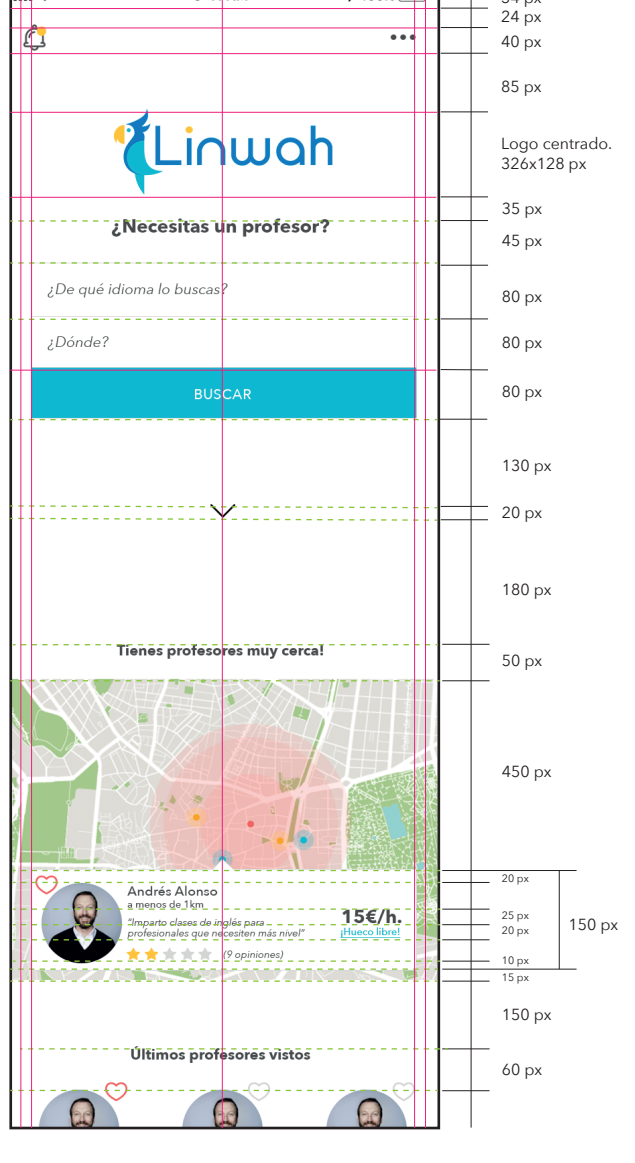 24 px
40 px
85 px
Linwah
Logo centrado.
326x128 px
35 px
¿Necesitas un profesor?
45 px
¿De qué idioma lo buscas?
80 px
¿Dónde?
80 px
BUSCAR
80 px
130 px
20 px
180 px
Tienes profesores muy cerca!
50 px
450 px
20 px
Andrés Alonso
a menos de 1km
15€/h.
25 px
"Imparto clases de inglés para
profesionales que necesiten más nivel"
¡Hueco libre!
20 px
150 px
(9 opiniones)
10 px
15 px
150 px
Últimos profesores vistos
60 px